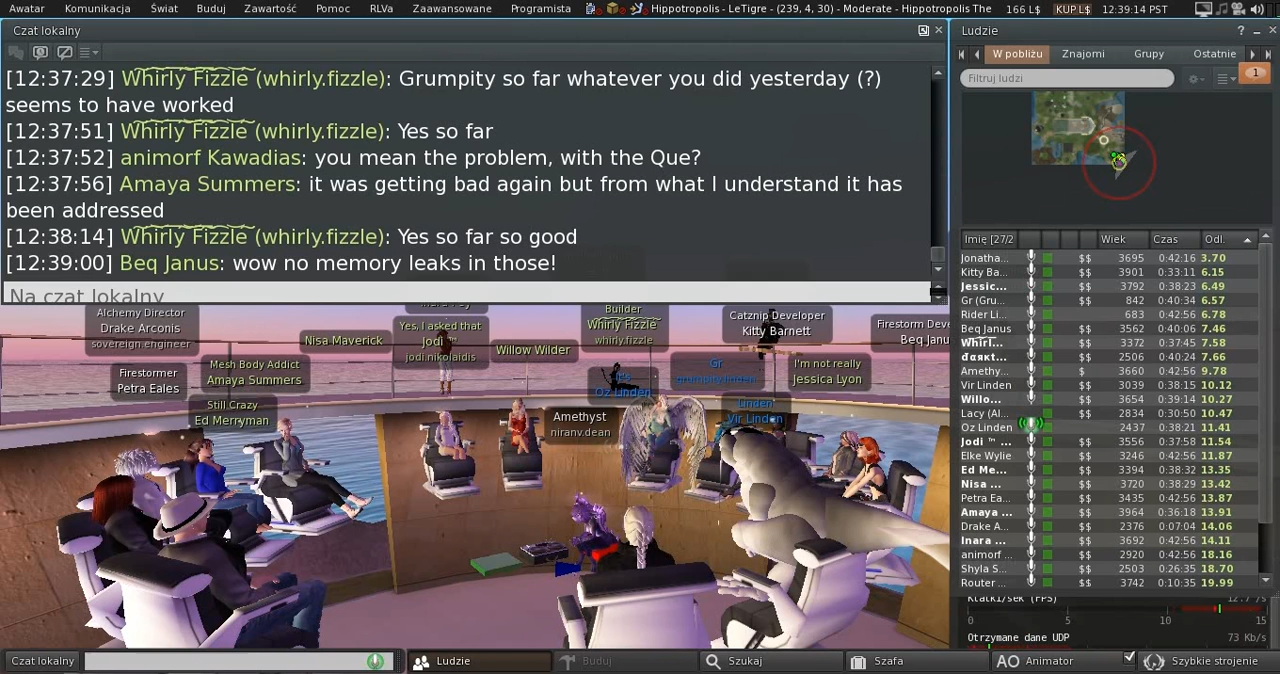 Awatar Komunikacja Świat Buduj Zawartość Pomoc RLVa Zaawansowane Programista Hippotropolis - LeTigre - (239, 4, 30) - Moderate - Hippotropolis The 166 L$ KUP L$ 12:39:14 PST
Czat lokalny
[12:37:29] Whirly Fizzle (whirly.fizzle): Grumpity so far whatever you did yesterday (?)
seems to have worked
[12:37:51] Whirly Fizzle (whirly.fizzle): Yes so far
[12:37:52] animorf Kawadias: you mean the problem, with the Que?
[12:37:56] Amaya Summers: it was getting bad again but from what I understand it has
been addressed
[12:38:14] Whirly Fizzle (whirly.fizzle): Yes so far so good
[12:39:00] Beq Janus: wow no memory leaks in those!
Na czat lokalny
Alchemy Director
Drake Arconis
sovereign.engineer
Nisa Maverick
Yes, I asked that
Jodi ™
jodi.nikolaidis
Willow Wilder
Builder
Whirly Fizzle
whirly.fizzle
Catznip Developer
Kitty Barnett
Firestorm Deve
Beq Janu
Firestormer
Petra Eales
Mesh Body Addict
Amaya Summers
Oz Linden
Gr
grumpity.linden
I'm not really
Jessica Lyon
Still Crazy
Ed Merryman
Amethyst
niranv.dean
Linden
Vir Linden
Ludzie
W pobliżu Znajomi Grupy Ostatnie
Filtruj ludzi
1
Imię [27/2 Wiek Czas Odl.
Jonatha... $$ 3695 0:42:16 3.70
Kitty Ba... $$ 3901 0:33:11 6.15
Jessic... $$ 3792 0:38:23 6.49
Gr (Gru... $$ 842 0:40:34 6.57
Rider Li... 683 0:42:56 6.78
Beq Janus $$ 3562 0:40:06 7.46
Whirl... $$ 3372 0:37:45 7.58
đαякt... $$ 2506 0:40:24 7.66
Amethy... $ 3660 0:42:56 9.78
Vir Linden $$ 3039 0:38:15 10.12
Willo... $$ 3654 0:39:14 10.27
Lacy (Al... $$ 2834 0:30:50 10.47
Oz Linden 2437 0:38:21 11.41
Jodi ™ ... $$ 3556 0:37:58 11.54
Elke Wylie $$ 3246 0:42:56 11.87
Ed Me... $$ 3394 0:38:32 13.35
Nisa ... $$ 3720 0:38:29 13.42
Petra Ea... $$ 3435 0:42:56 13.87
Amaya ... $$ 3964 0:36:18 13.91
Drake A... $$ 2376 0:07:04 14.06
Inara ... $$ 3692 0:42:56 14.11
animorf ... $$ 2920 0:42:56 18.16
Shyla S... $$ 2503 0:26:35 18.70
Router ... $$ 3742 0:10:35 19.99
Klatki/sek (FPS) 12.7 /s
0 5 10 15
Otrzymane dane UDP 73 Kb/s
Czat lokalny Ludzie Buduj Szukaj Szafa AO Animator Szybkie strojenie